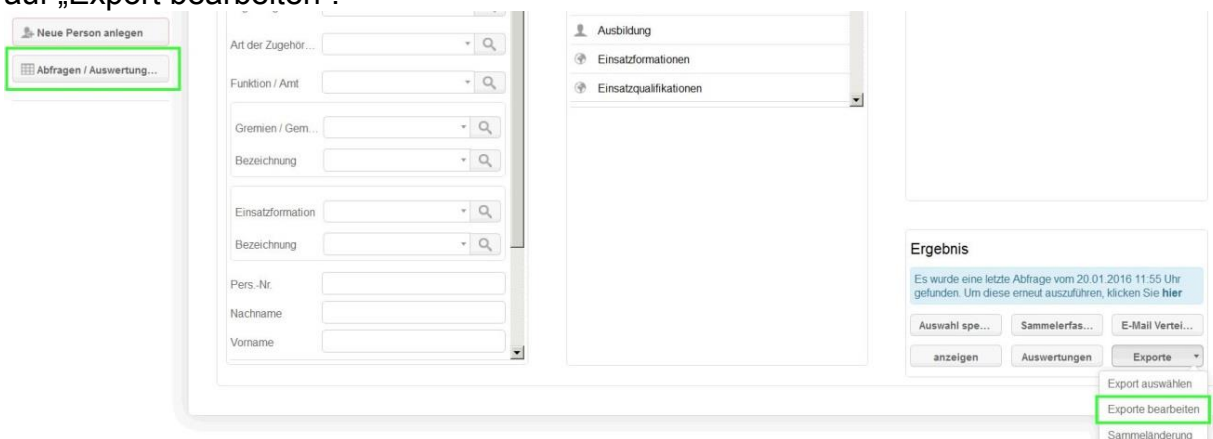 auf „Export bearbeiten“.
Neue Person anlegen
Abfragen / Auswertung...
Art der Zugehör...
Funktion / Amt
Gremien / Gem...
Bezeichnung
Einsatzformation
Bezeichnung
Pers.-Nr.
Nachname
Vorname
Ausbildung
Einsatzformationen
Einsatzqualifikationen
Ergebnis
Es wurde eine letzte Abfrage vom 20.01.2016 11:55 Uhr
gefunden. Um diese erneut auszuführen, klicken Sie hier
Auswahl spe... Sammelerfas... E-Mail Vertei...
anzeigen Auswertungen Exporte
Export auswählen
Exporte bearbeiten
Sammeländerung